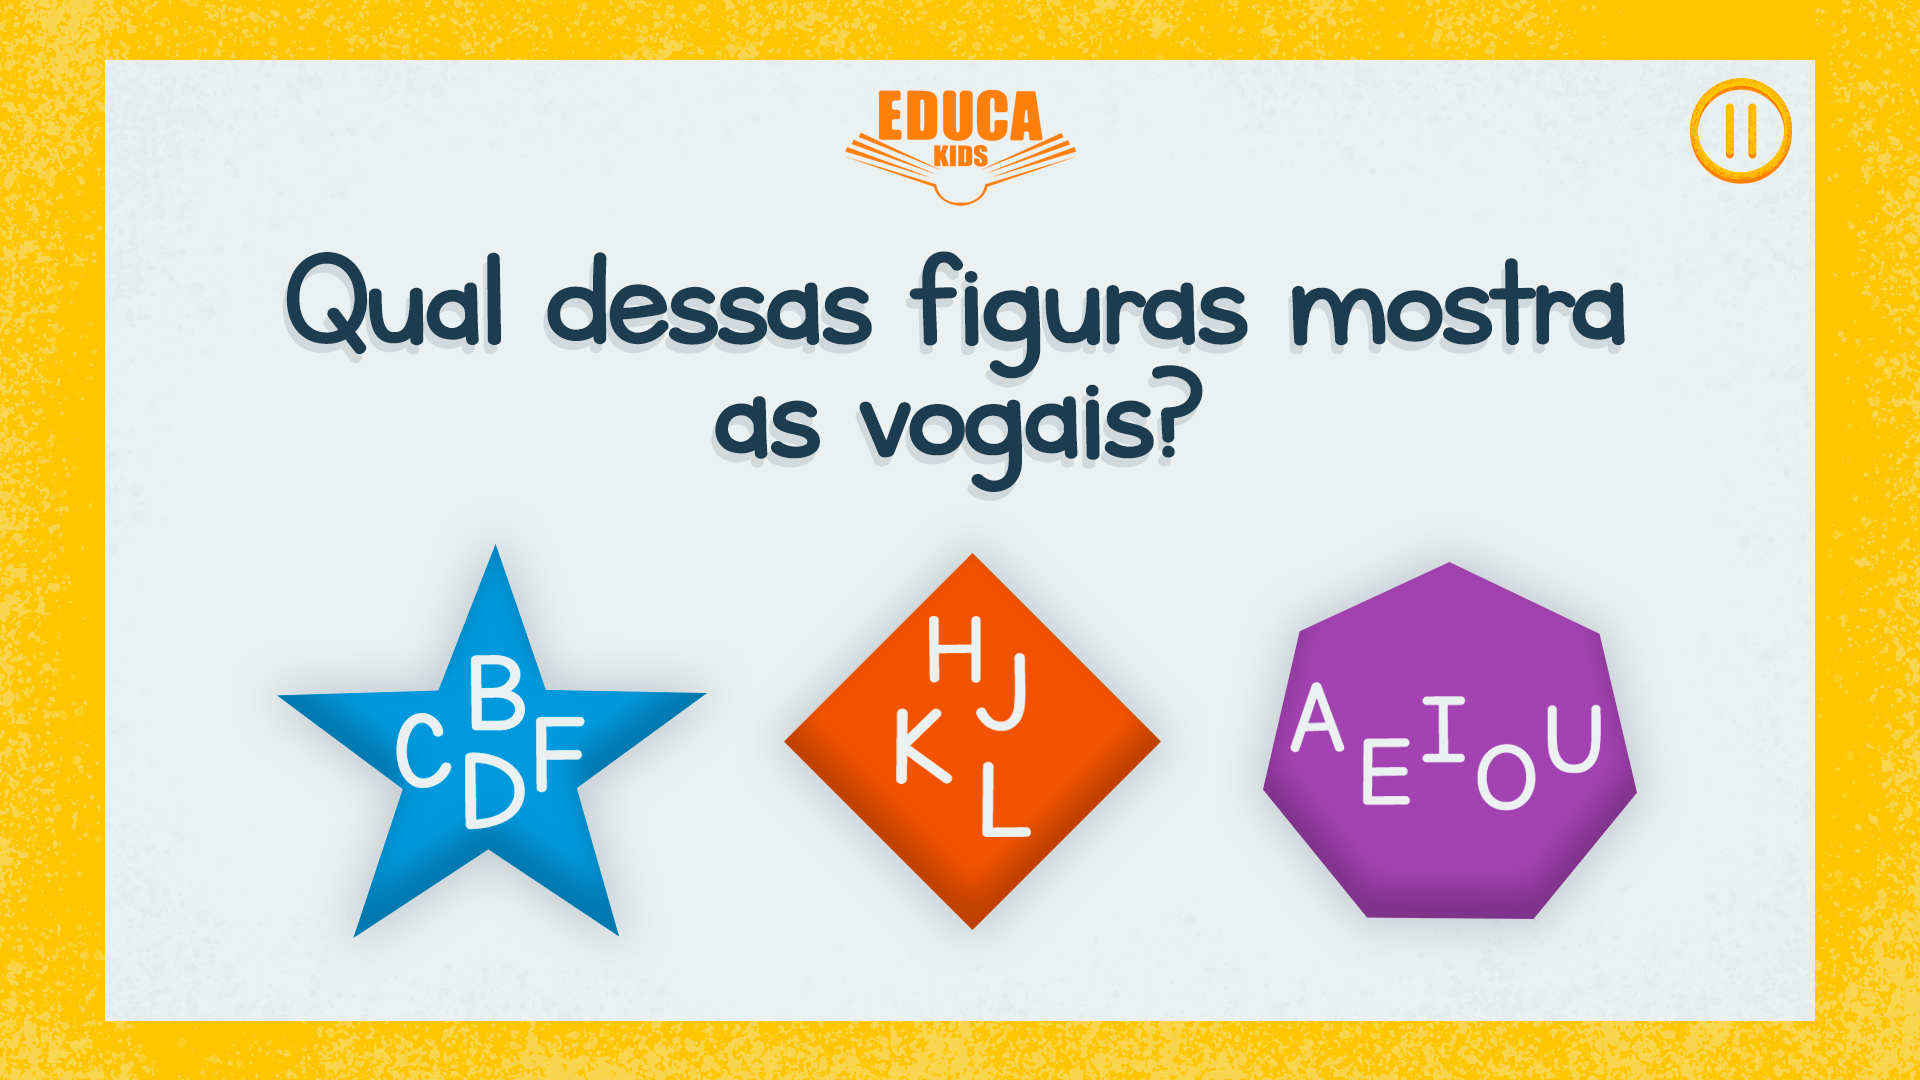 EDUCA
KIDS
Qual dessas figuras mostra
as vogais?
B
C F
D
H
J
K
L
A E I O U